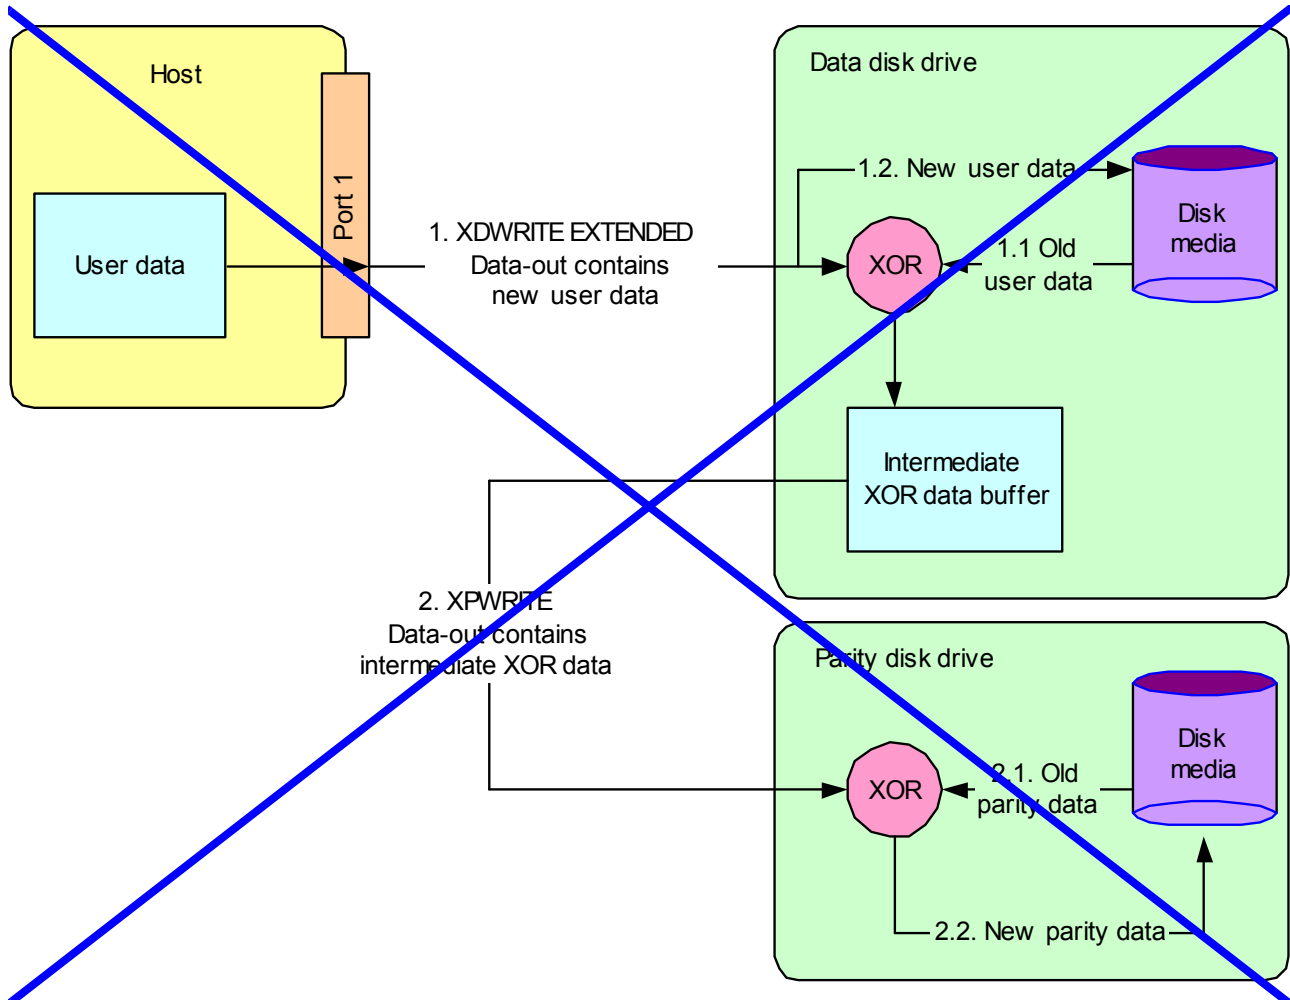 Host
Port 1
User data
1. XDWRITE EXTENDED
Data-out contains
new user data
Data disk drive
1.2. New user data
XOR
1.1 Old
user data
Disk
media
Intermediate
XOR data buffer
2. XPWRITE
Data-out contains
intermediate XOR data
Parity disk drive
XOR
2.1. Old
parity data
Disk
media
2.2. New parity data